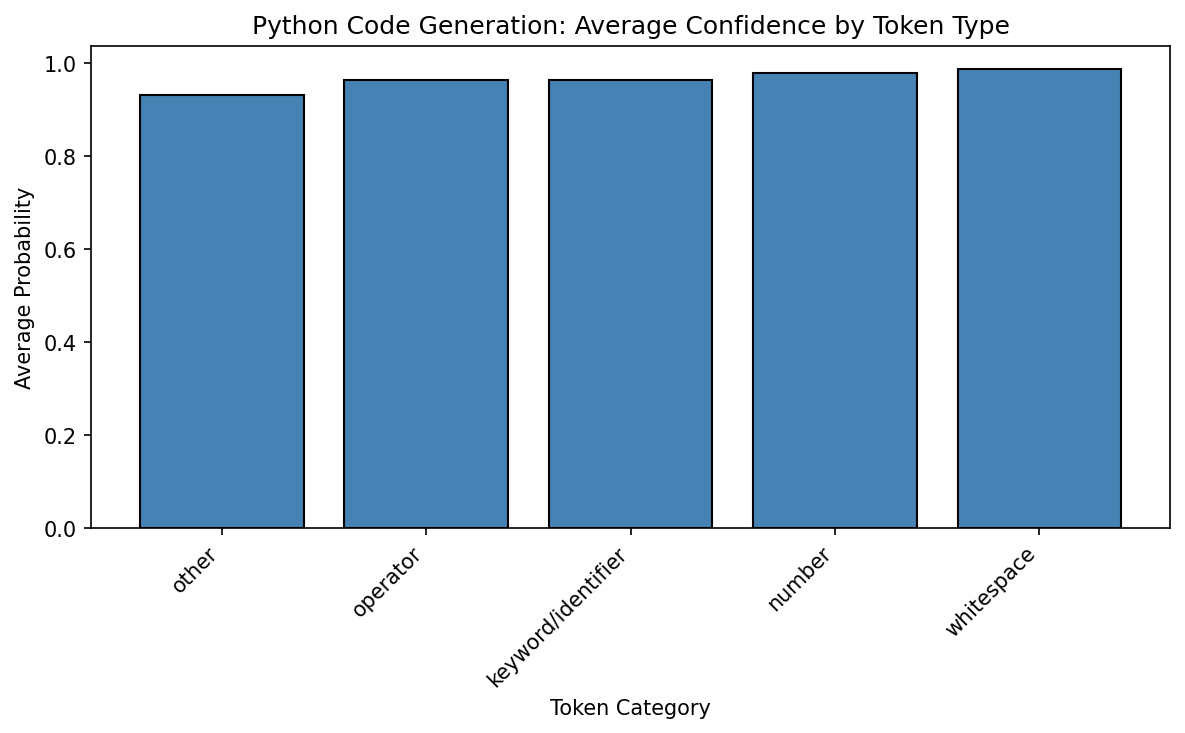 Python Code Generation: Average Confidence by Token Type
Average Probability
1.0
0.8
0.6
0.4
0.2
0.0
other
operator
keyword/identifier
number
whitespace
Token Category